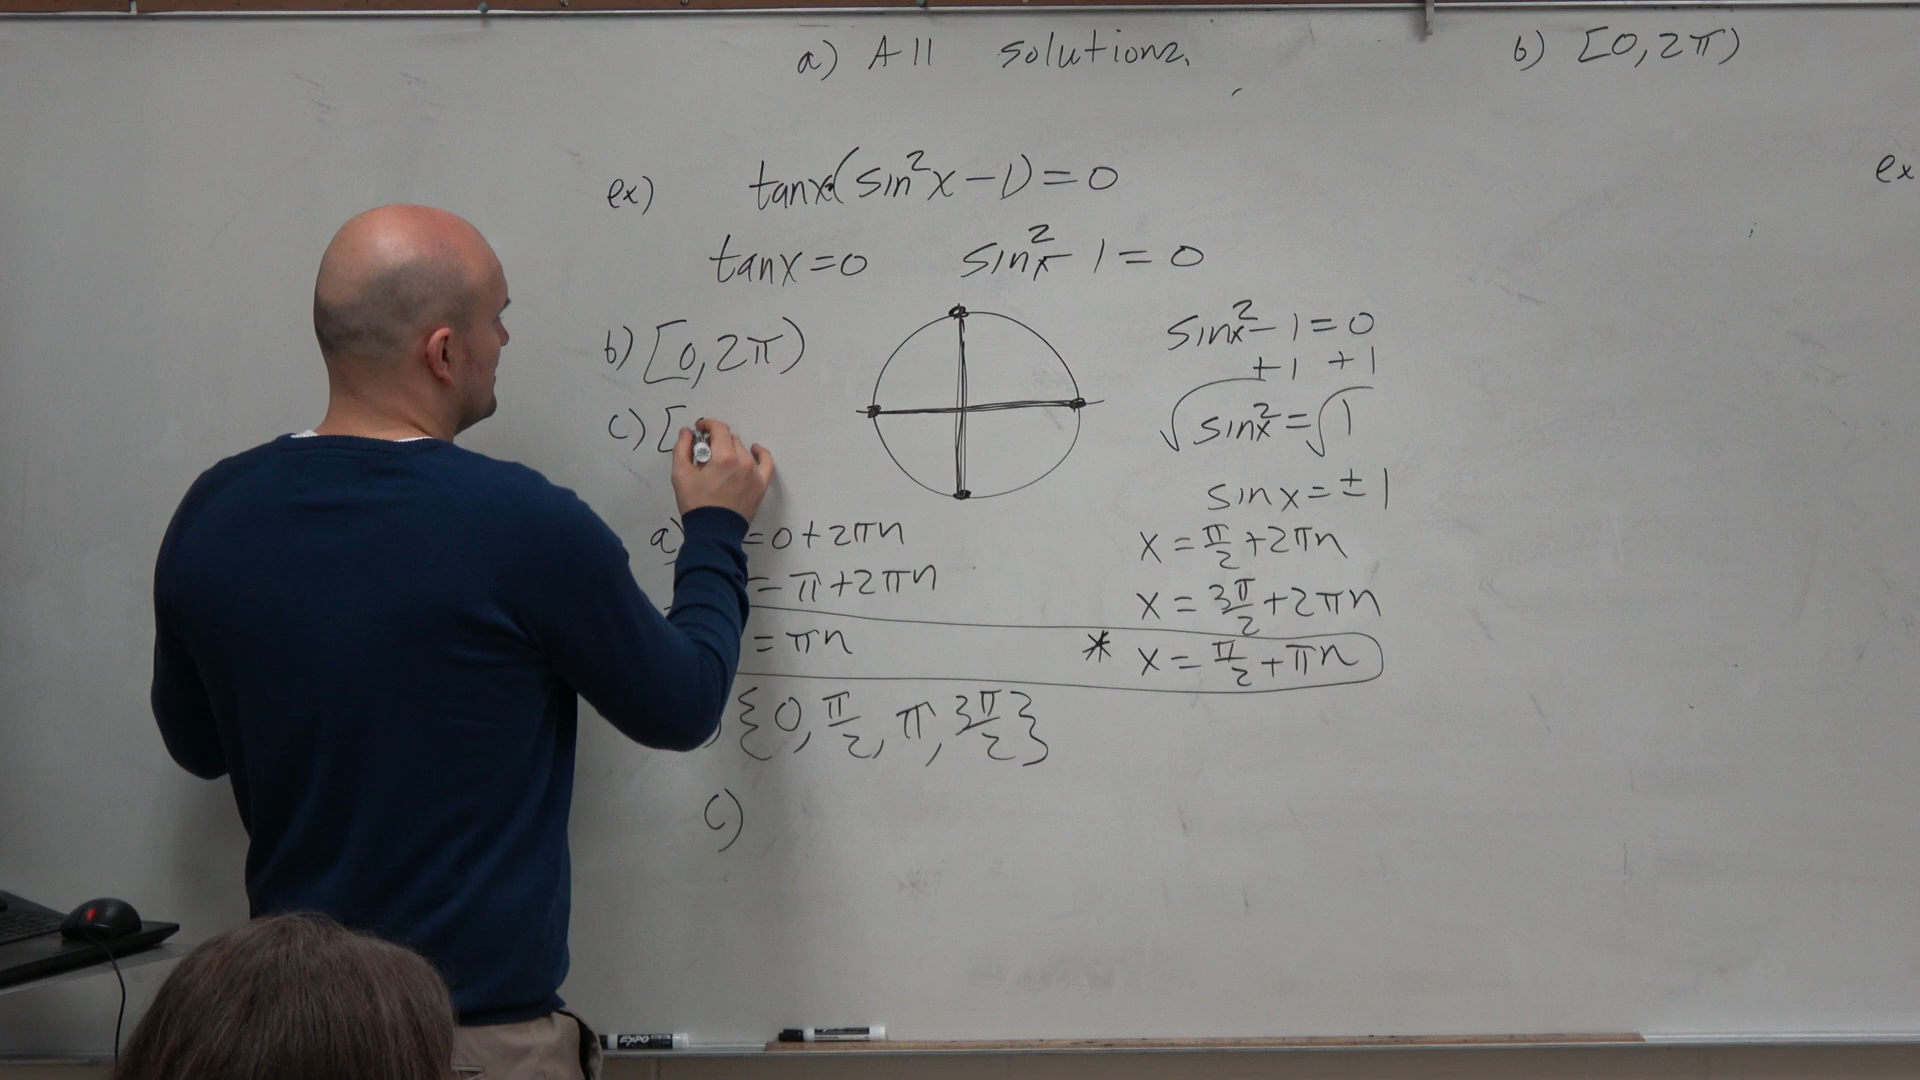 a) All solutions.
b) [0, 2π)
ex) tanx·(sin²x-1)=0
ex
tanx=0 sin²x-1=0
b) [0, 2π)
sin²x-1=0
+1 +1
c) [
√sin²x=√1
sinx=±1
a) =0+2πn
x=π/2+2πn
=π+2πn
x=3π/2+2πn
=πn
* x=π/2+πn
) {0, π/2, π, 3π/2}
c)
EXPO